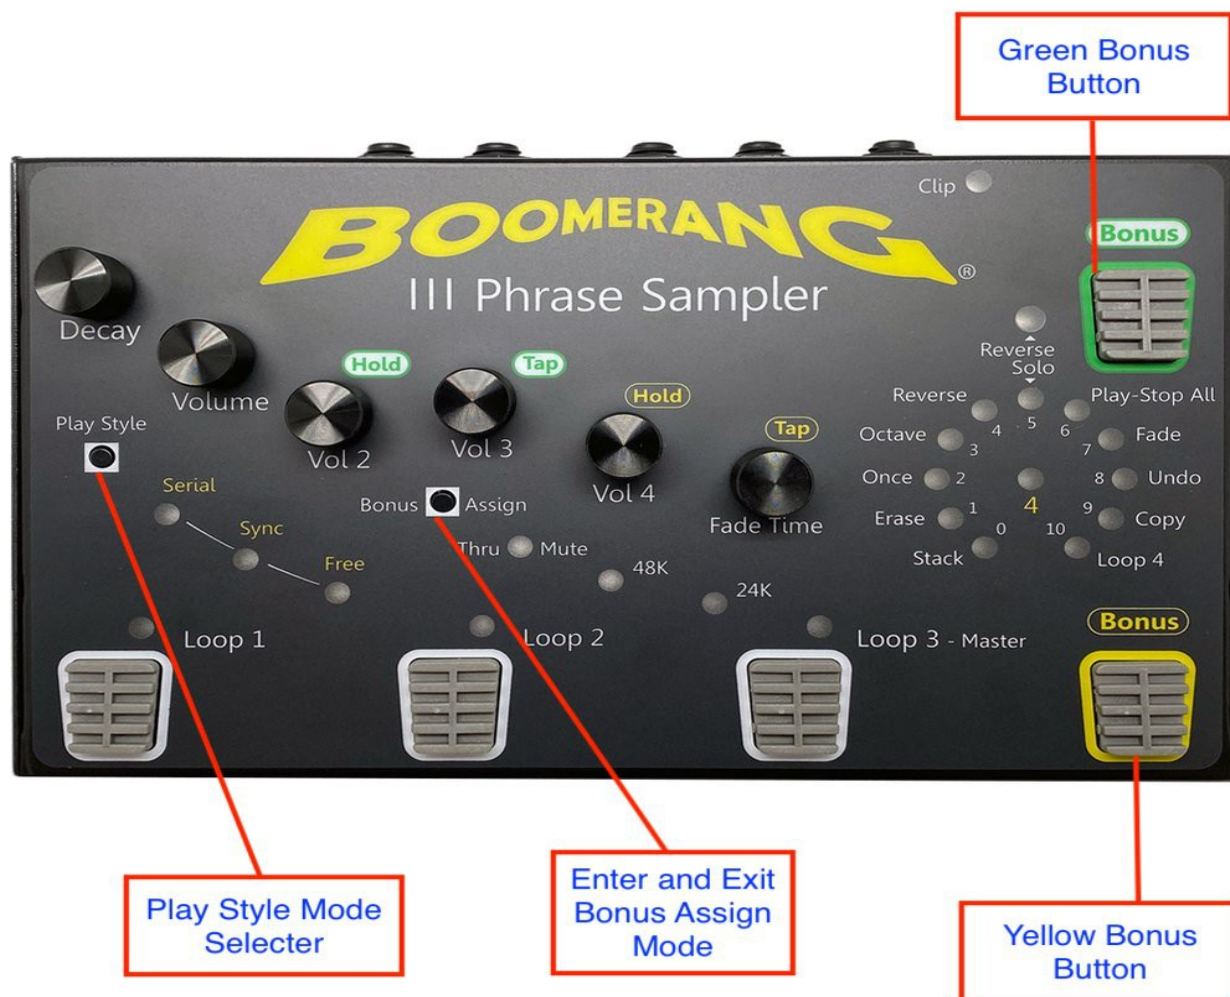 Green Bonus
Button
Clip
BOOMERANG®
III Phrase Sampler
Bonus
Decay
Volume
Hold
Vol 2
Tap
Vol 3
Hold
Vol 4
Tap
Fade Time
Play Style
Serial
Sync
Free
Bonus Assign
Thru Mute
48K
24K
Reverse
Solo
Reverse
4
5
6
Play-Stop All
Octave
3
7
Fade
Once
2
8
Undo
Erase
1
4
9
Copy
Stack
0
10
Loop 4
Loop 1
Loop 2
Loop 3 - Master
Bonus
Play Style Mode
Selecter
Enter and Exit
Bonus Assign
Mode
Yellow Bonus
Button